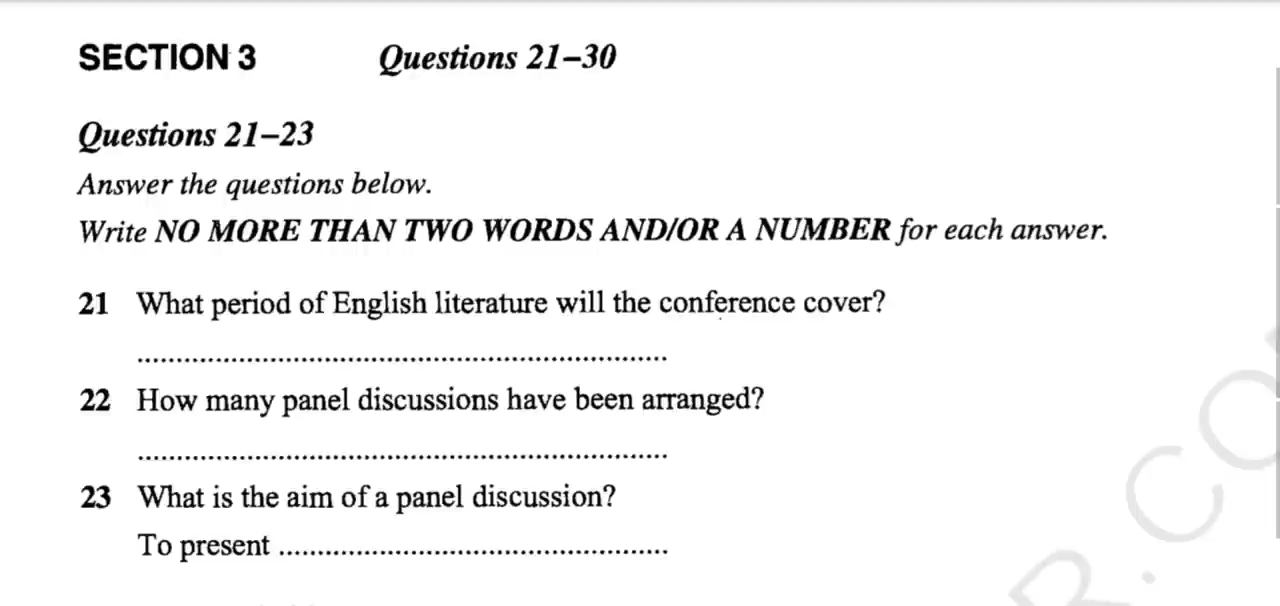 SECTION 3 Questions 21–30
Questions 21–23
Answer the questions below.
Write NO MORE THAN TWO WORDS AND/OR A NUMBER for each answer.
21 What period of English literature will the conference cover?
....................................................................
22 How many panel discussions have been arranged?
....................................................................
23 What is the aim of a panel discussion?
To present ..................................................
R.CO